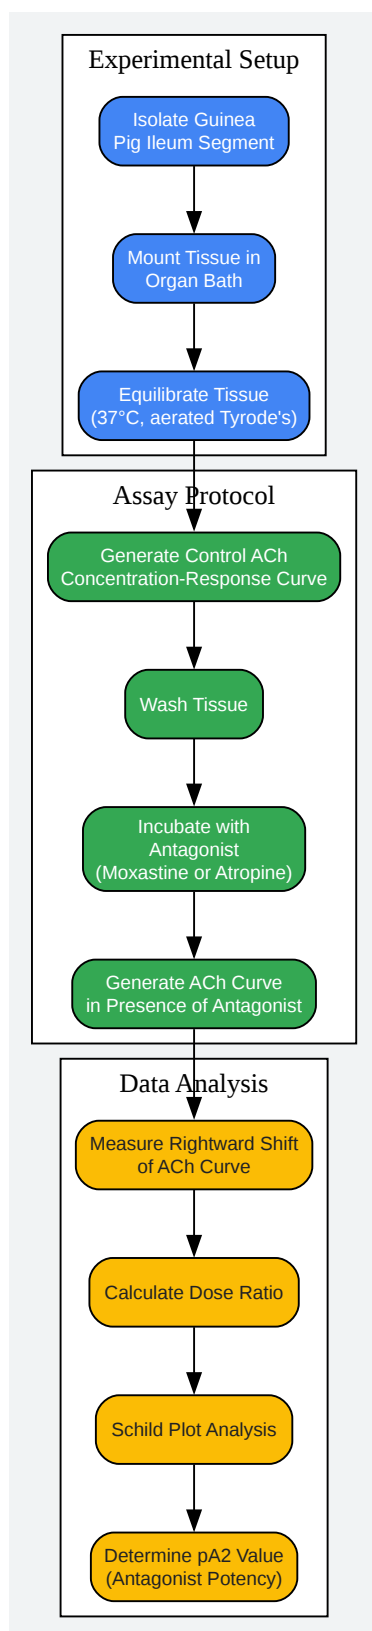 Experimental Setup
Isolate Guinea
Pig Ileum Segment
Mount Tissue in
Organ Bath
Equilibrate Tissue
(37°C, aerated Tyrode's)
Assay Protocol
Generate Control ACh
Concentration-Response Curve
Wash Tissue
Incubate with
Antagonist
(Moxastine or Atropine)
Generate ACh Curve
in Presence of Antagonist
Data Analysis
Measure Rightward Shift
of ACh Curve
Calculate Dose Ratio
Schild Plot Analysis
Determine pA2 Value
(Antagonist Potency)